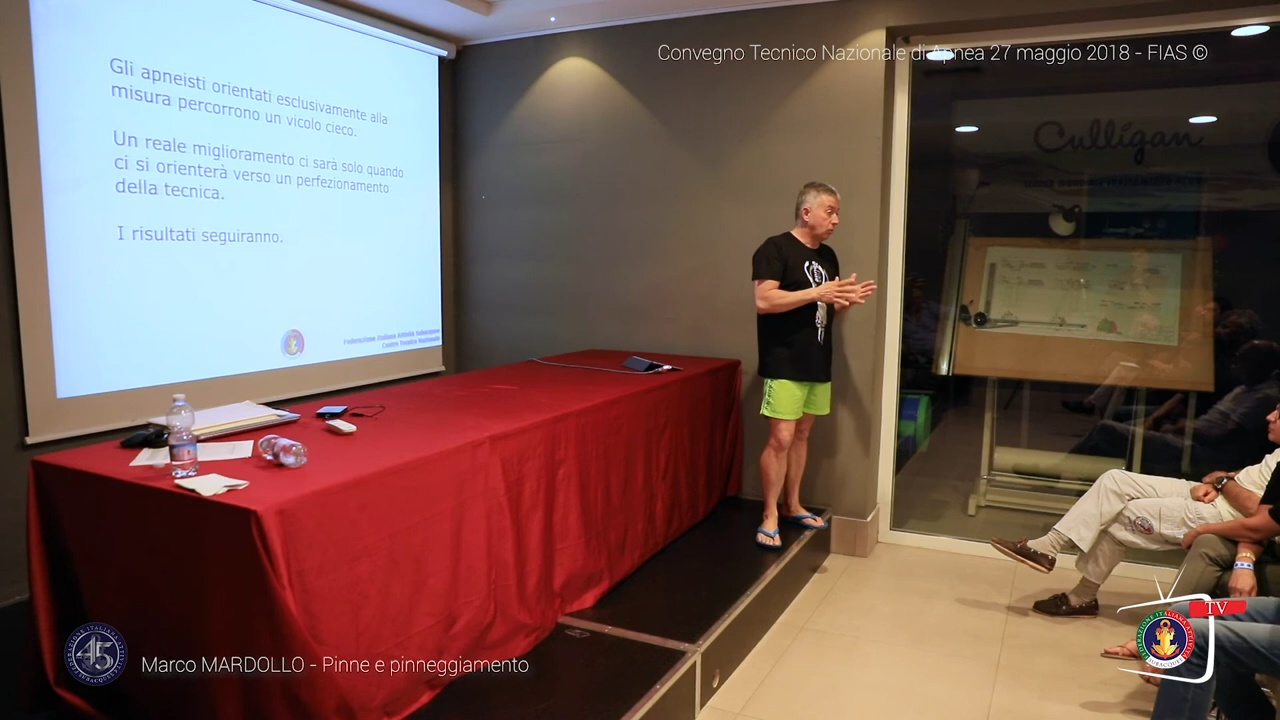 Convegno Tecnico Nazionale di Apnea 27 maggio 2018 - FIAS ©
Gli apneisti orientati esclusivamente alla
misura percorrono un vicolo cieco.
Un reale miglioramento ci sarà solo quando
ci si orienterà verso un perfezionamento
della tecnica.
I risultati seguiranno.
Federazione Italiana Attività Subacquee
Centro Tecnico Nazionale
Culligan
45
Marco MARDOLLO - Pinne e pinneggiamento
TV